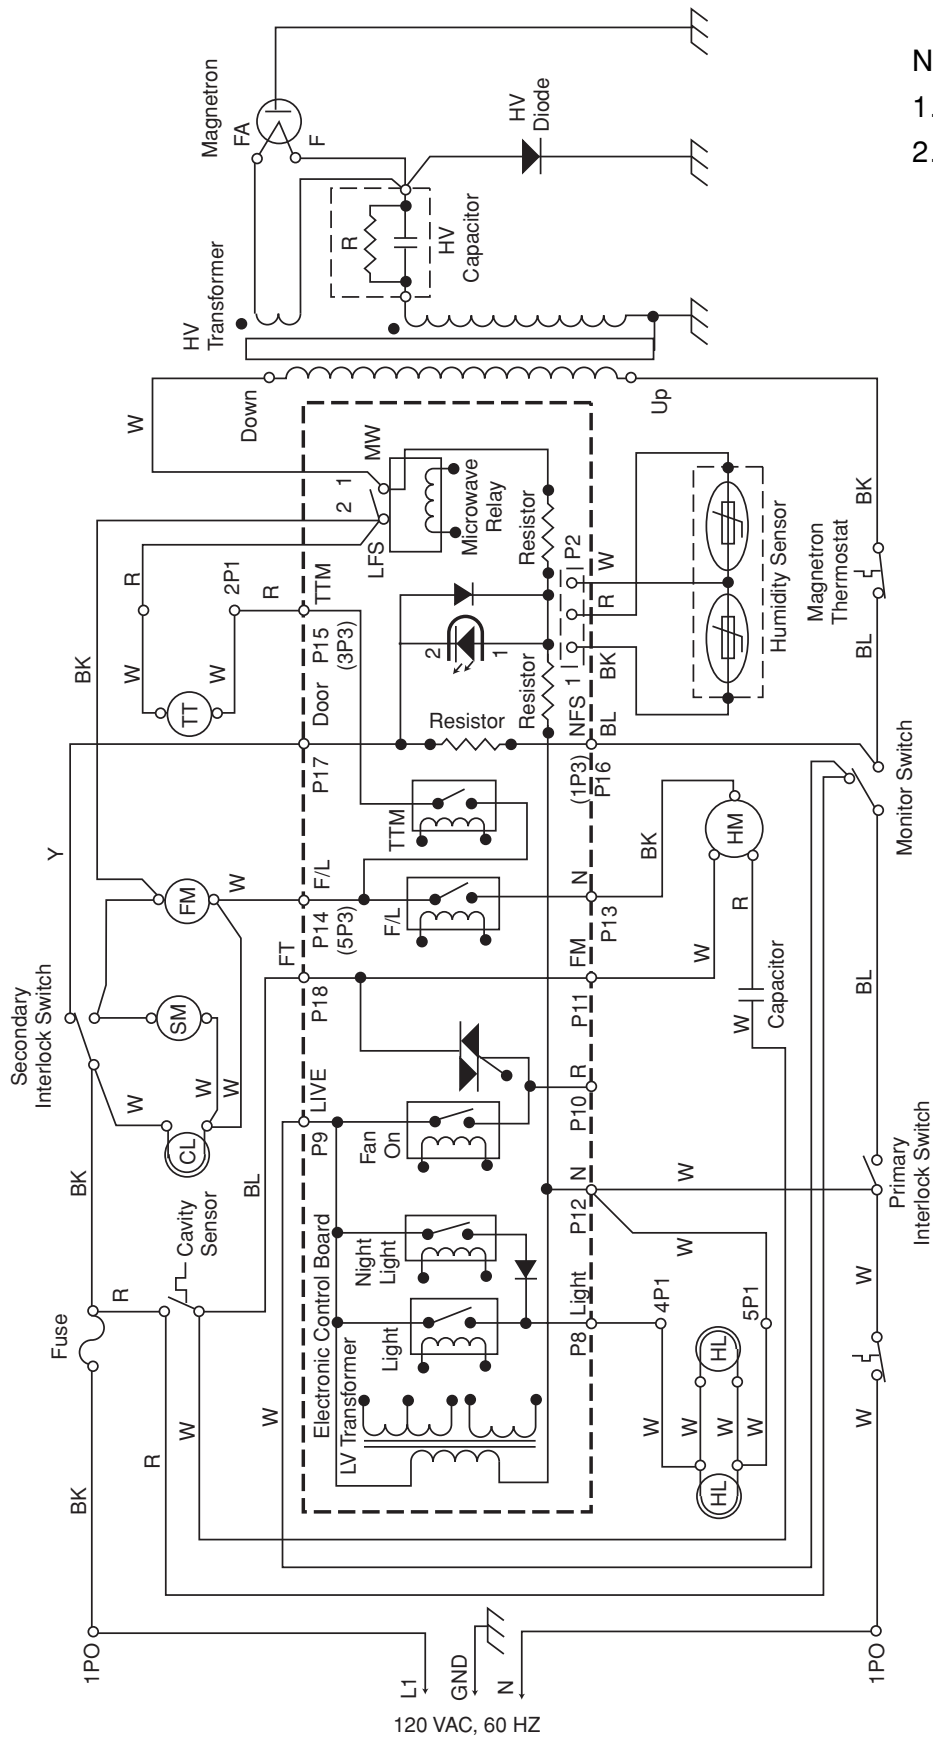 N
1.
2.
Magnetron
FA
F
HV
Diode
HV
Transformer
R
HV
Capacitor
W
Down
Up
MW
1
2
LFS
Microwave
Relay
Resistor
P2
W
R
BK
1
NFS
BL
Humidity Sensor
Magnetron
Thermostat
BK
BL
R
2P1
R
W
W
TT
BK
TTM
P15
(3P3)
Door
P17
2
1
Resistor
Resistor
(1P3)
P16
Monitor Switch
TTM
Y
FM
W
F/L
P14
(5P3)
F/L
N
P13
BK
HM
W
R
W
Capacitor
BL
FT
P18
FM
P11
Secondary
Interlock Switch
SM
W
W
W
CL
LIVE
P9
Fan
On
R
P10
N
P12
W
W
Primary
Interlock Switch
BK
Cavity
Sensor
BL
Fuse
R
W
R
W
Electronic Control Board
Night
Light
Light
LV Transformer
Light
P8
4P1
5P1
HL
HL
W
W
W
W
W
W
BK
1PO
1PO
L1
GND
N
120 VAC, 60 HZ